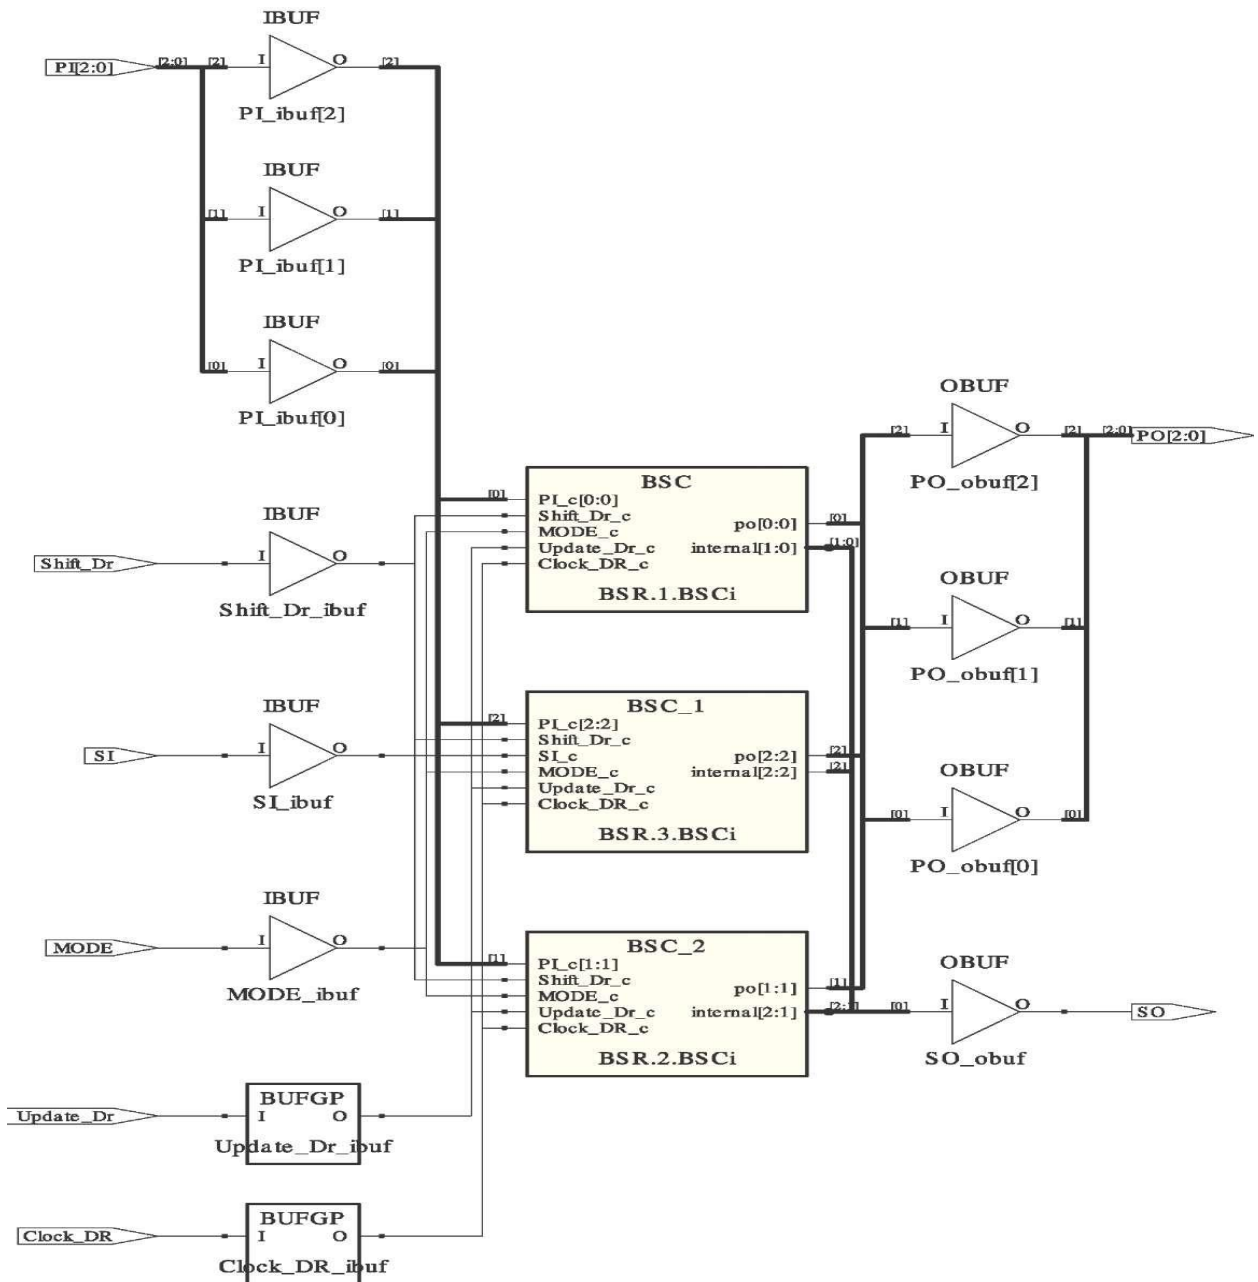 IBUF
PI[2:0] [2:0] [2] I O [2]
PI_ibuf[2]
IBUF
[1] I O [1]
PI_ibuf[1]
IBUF
[0] I O [0]
PI_ibuf[0]
OBUF
[2] I O [2] [2:0] PO[2:0]
PO_obuf[2]
BSC
[0] PI_c[0:0]
Shift_Dr_c
MODE_c
Update_Dr_c
Clock_DR_c
po[0:0] [0]
internal[1:0] [1:0]
BSR.1.BSCi
IBUF
Shift_Dr I O
Shift_Dr_ibuf
OBUF
[1] I O [1]
PO_obuf[1]
BSC_1
[2] PI_c[2:2]
Shift_Dr_c
SI_c
MODE_c
Update_Dr_c
Clock_DR_c
po[2:2] [2]
internal[2:2] [2]
BSR.3.BSCi
IBUF
SI I O
SI_ibuf
OBUF
[0] I O [0]
PO_obuf[0]
IBUF
MODE I O
MODE_ibuf
BSC_2
[1] PI_c[1:1]
Shift_Dr_c
MODE_c
Update_Dr_c
Clock_DR_c
po[1:1] [1]
internal[2:1] [2:1]
BSR.2.BSCi
OBUF
[0] I O SO
SO_obuf
BUFGP
Update_Dr I O
Update_Dr_ibuf
BUFGP
Clock_DR I O
Clock_DR_ibuf